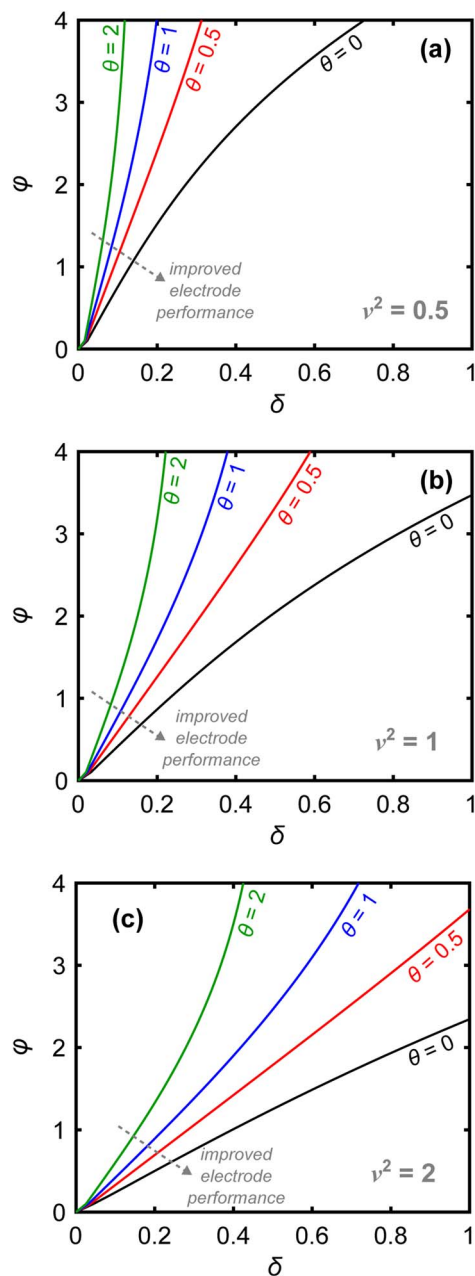 4
θ = 2
θ = 1
θ = 0.5
θ = 0
(a)
3
φ
2
1
improved
electrode
performance
ν² = 0.5
0
0 0.2 0.4 0.6 0.8 1
δ
4
θ = 2
θ = 1
θ = 0.5
(b)
3
θ = 0
φ
2
1
improved
electrode
performance
ν² = 1
0
0 0.2 0.4 0.6 0.8 1
δ
4
(c)
θ = 2
θ = 1
θ = 0.5
3
φ
2
θ = 0
1
improved
electrode
performance
ν² = 2
0
0 0.2 0.4 0.6 0.8 1
δ